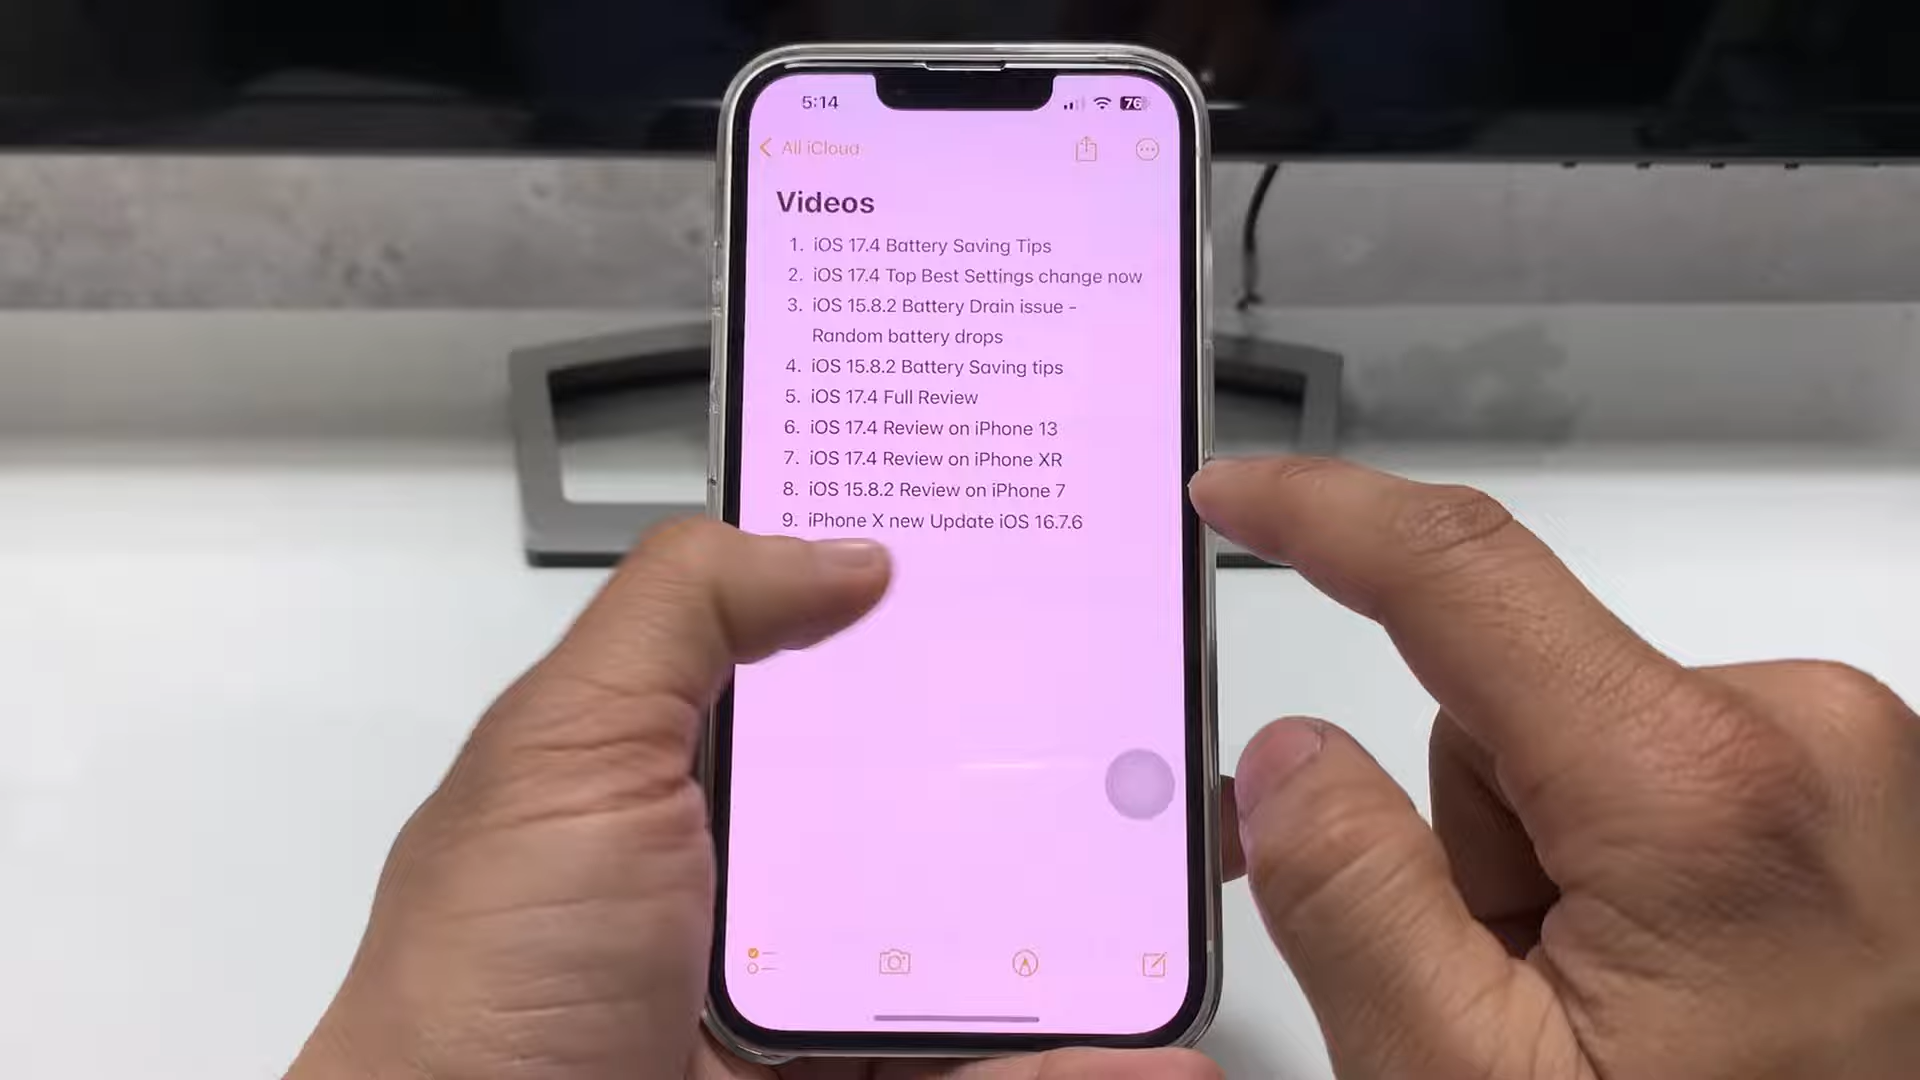 5:14
76
All iCloud
Videos
1. iOS 17.4 Battery Saving Tips
2. iOS 17.4 Top Best Settings change now
3. iOS 15.8.2 Battery Drain issue -
Random battery drops
4. iOS 15.8.2 Battery Saving tips
5. iOS 17.4 Full Review
6. iOS 17.4 Review on iPhone 13
7. iOS 17.4 Review on iPhone XR
8. iOS 15.8.2 Review on iPhone 7
9. iPhone X new Update iOS 16.7.6